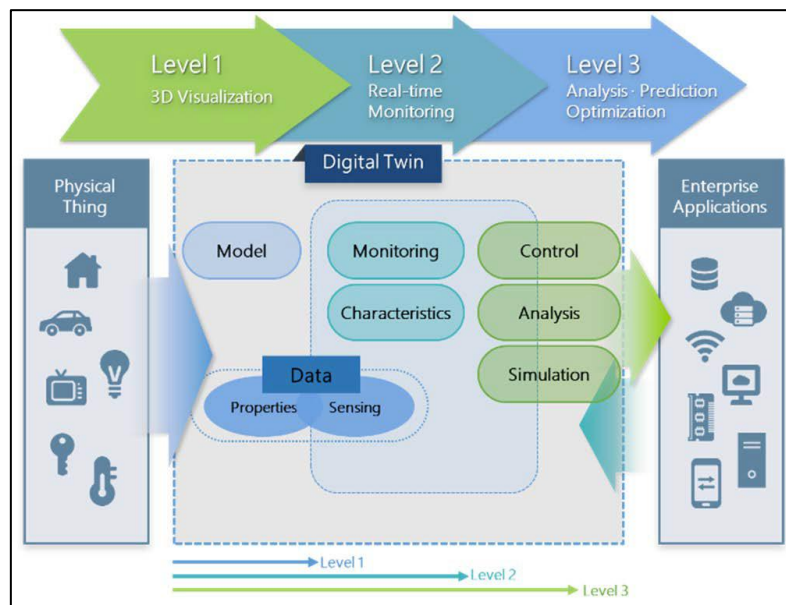 Level 1
3D Visualization
Level 2
Real-time
Monitoring
Level 3
Analysis · Prediction
Optimization
Digital Twin
Physical
Thing
Enterprise
Applications
Model
Monitoring
Control
Characteristics
Analysis
Simulation
Data
Properties
Sensing
Level 1
Level 2
Level 3